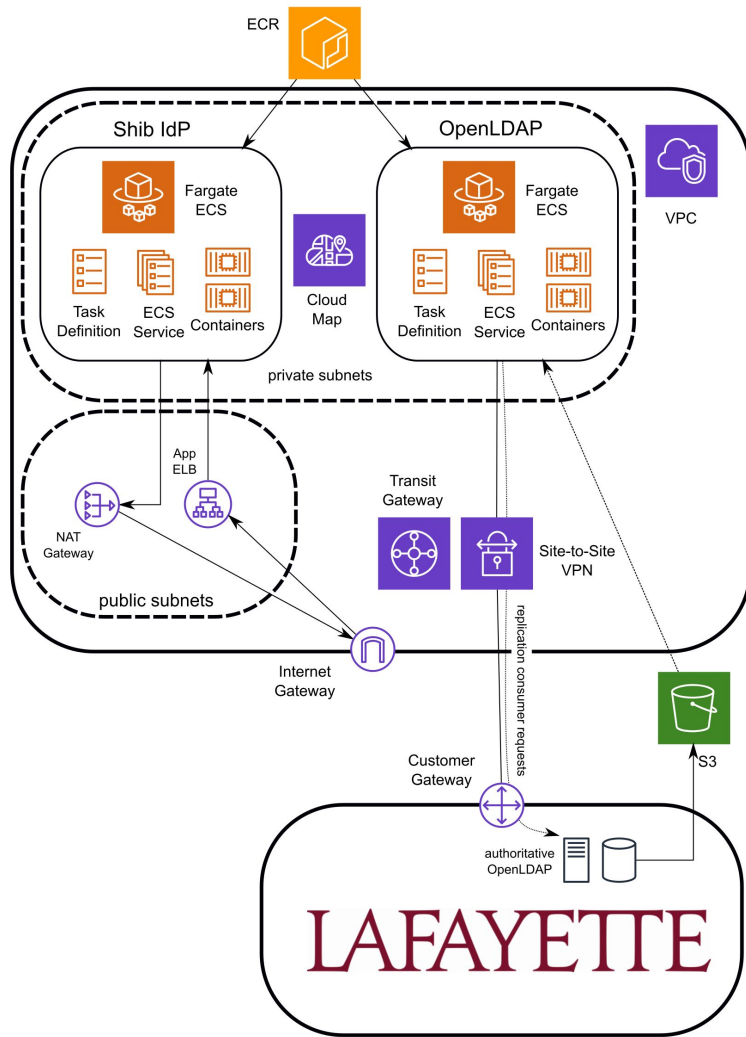 ECR
Shib IdP
OpenLDAP
Fargate
ECS
Fargate
ECS
VPC
Task
Definition
ECS
Service
Containers
Cloud
Map
Task
Definition
ECS
Service
Containers
private subnets
App
ELB
NAT
Gateway
public subnets
Transit
Gateway
Site-to-Site
VPN
Internet
Gateway
replication consumer requests
Customer
Gateway
S3
authoritative
OpenLDAP
LAFAYETTE